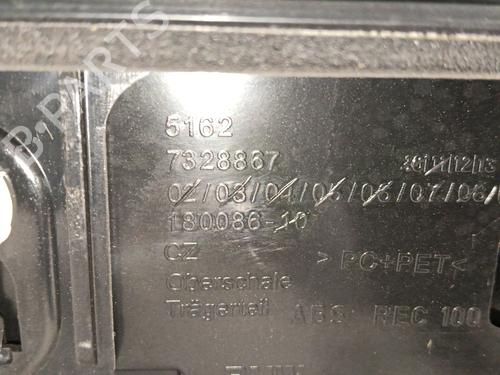 5162
7328867
02/03/04/05/06/07/08/
180086-10
CZ
>PC+PET<
Oberschale
Trägerteil ABS REC 100
B-PARTS